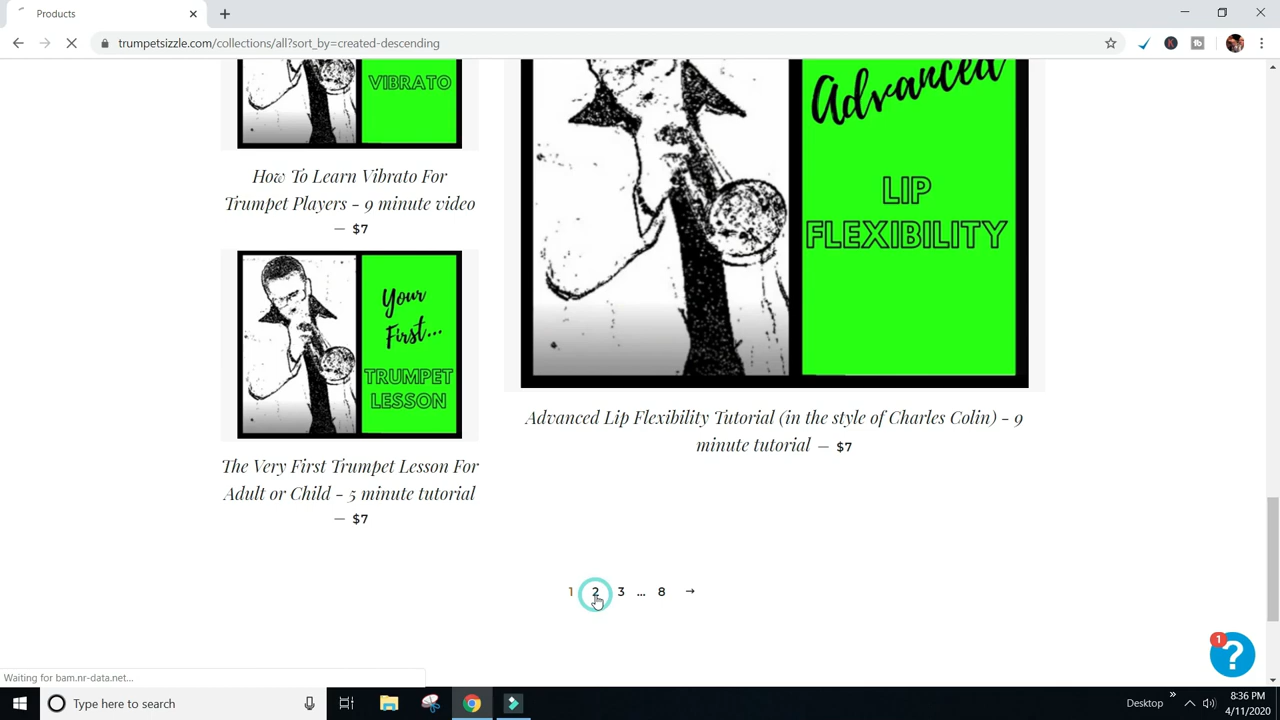 Products
trumpetsizzle.com/collections/all?sort_by=created-descending
VIBRATO
How To Learn Vibrato For
Trumpet Players - 9 minute video
— $7
Your
First...
TRUMPET
LESSON
The Very First Trumpet Lesson For
Adult or Child - 5 minute tutorial
— $7
Advanced
LIP
FLEXIBILITY
Advanced Lip Flexibility Tutorial (in the style of Charles Colin) - 9
minute tutorial — $7
1 2 3 ... 8 →
1
?
Waiting for bam.nr-data.net...
Type here to search
Desktop
8:36 PM
4/11/2020